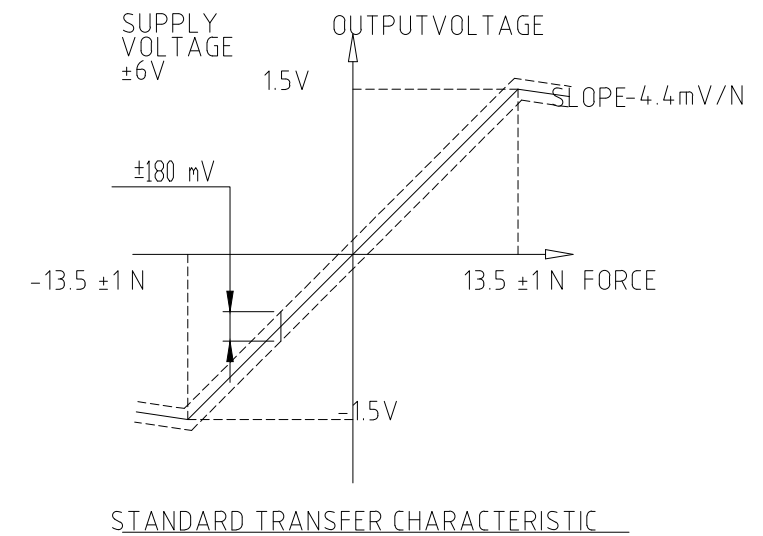 SUPPLY
VOLTAGE
±6V
OUTPUTVOLTAGE
1.5V
SLOPE-4.4mV/N
±180 mV
-13.5 ±1 N
13.5 ±1 N FORCE
-1.5V
STANDARD TRANSFER CHARACTERISTIC